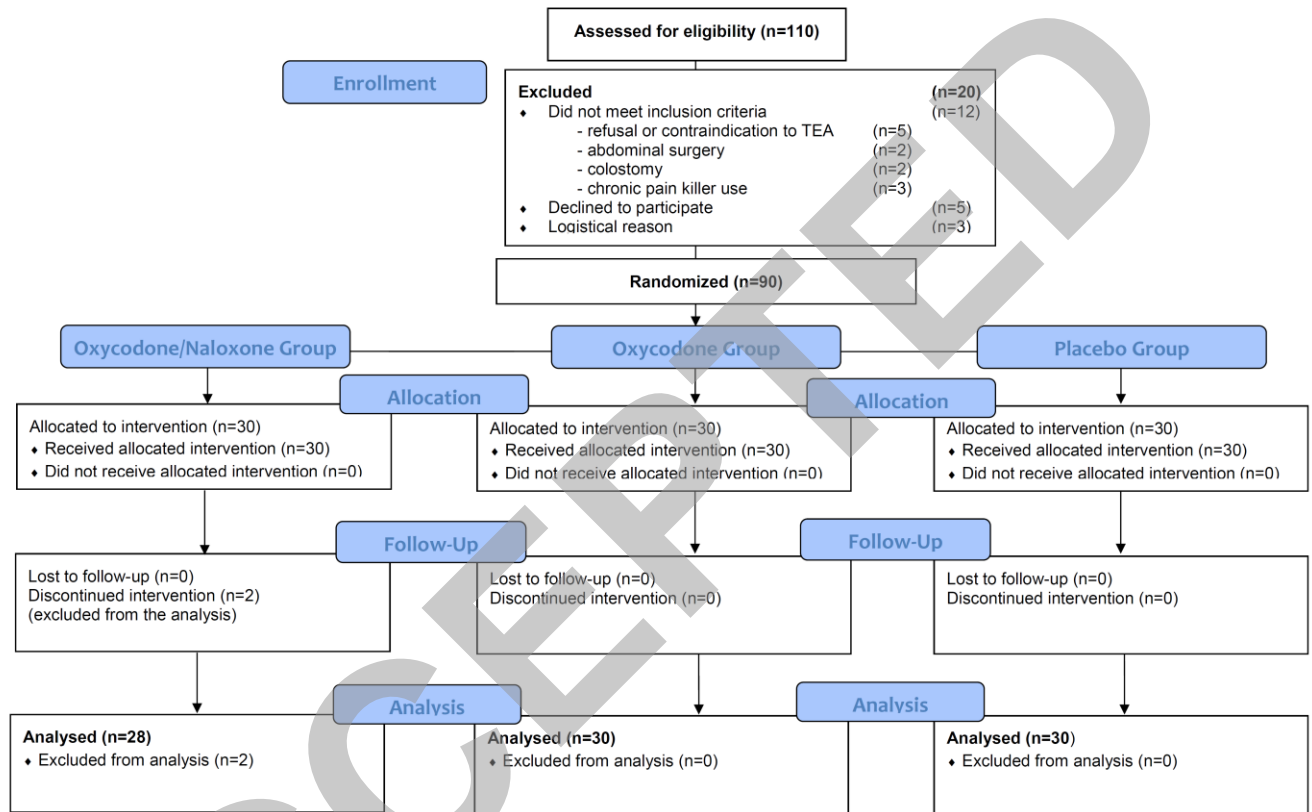 Assessed for eligibility (n=110)
Enrollment
Excluded (n=20)
♦ Did not meet inclusion criteria (n=12)
- refusal or contraindication to TEA (n=5)
- abdominal surgery (n=2)
- colostomy (n=2)
- chronic pain killer use (n=3)
♦ Declined to participate (n=5)
♦ Logistical reason (n=3)
Randomized (n=90)
Oxycodone/Naloxone Group
Oxycodone Group
Placebo Group
Allocation
Allocation
Allocated to intervention (n=30)
♦ Received allocated intervention (n=30)
♦ Did not receive allocated intervention (n=0)
Allocated to intervention (n=30)
♦ Received allocated intervention (n=30)
♦ Did not receive allocated intervention (n=0)
Allocated to intervention (n=30)
♦ Received allocated intervention (n=30)
♦ Did not receive allocated intervention (n=0)
Follow-Up
Follow-Up
Lost to follow-up (n=0)
Discontinued intervention (n=2)
(excluded from the analysis)
Lost to follow-up (n=0)
Discontinued intervention (n=0)
Lost to follow-up (n=0)
Discontinued intervention (n=0)
Analysis
Analysis
Analysed (n=28)
♦ Excluded from analysis (n=2)
Analysed (n=30)
♦ Excluded from analysis (n=0)
Analysed (n=30)
♦ Excluded from analysis (n=0)
CCEPTED